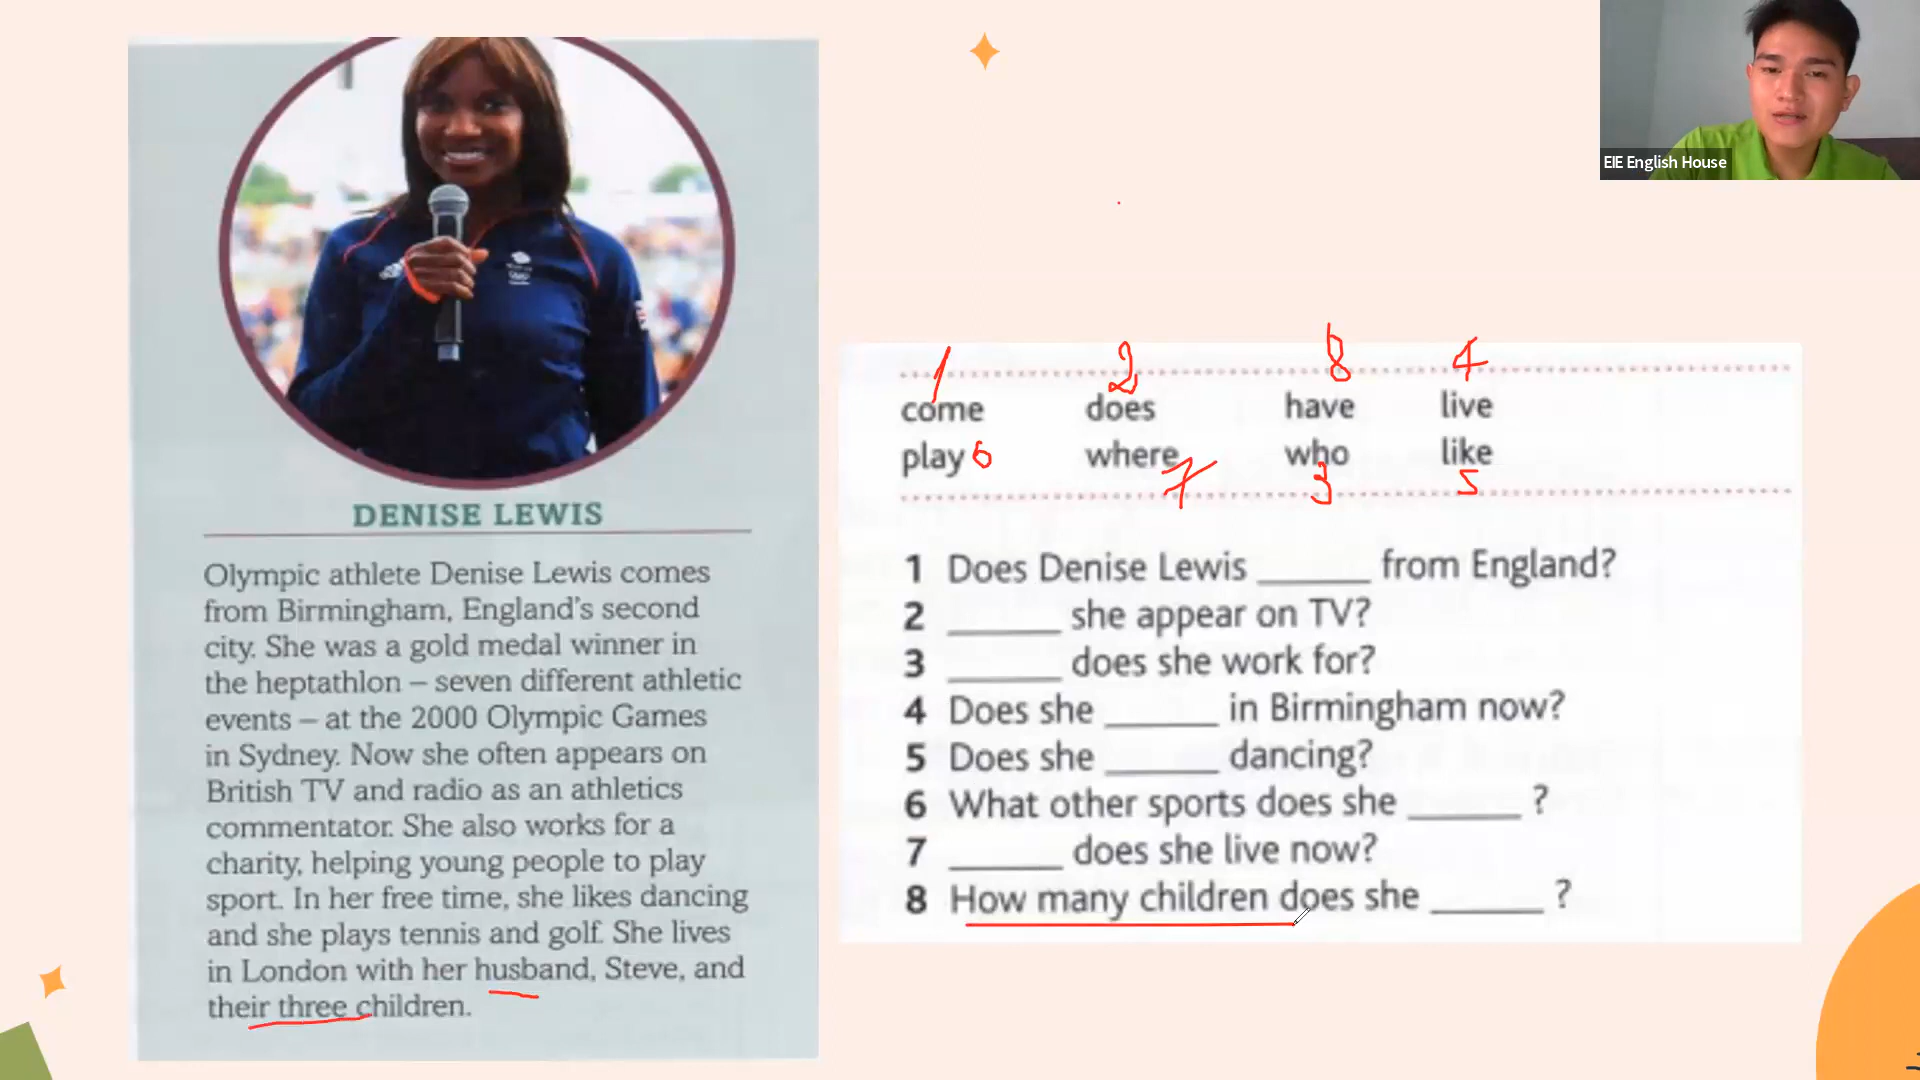 EIE English House
DENISE LEWIS
Olympic athlete Denise Lewis comes
from Birmingham, England's second
city. She was a gold medal winner in
the heptathlon – seven different athletic
events – at the 2000 Olympic Games
in Sydney. Now she often appears on
British TV and radio as an athletics
commentator. She also works for a
charity, helping young people to play
sport. In her free time, she likes dancing
and she plays tennis and golf. She lives
in London with her husband, Steve, and
their three children.
1 2 8 4
come does have live
play 6 where who like
7 3 5
1 Does Denise Lewis ______ from England?
2 ______ she appear on TV?
3 ______ does she work for?
4 Does she ______ in Birmingham now?
5 Does she ______ dancing?
6 What other sports does she ______ ?
7 ______ does she live now?
8 How many children does she ______ ?